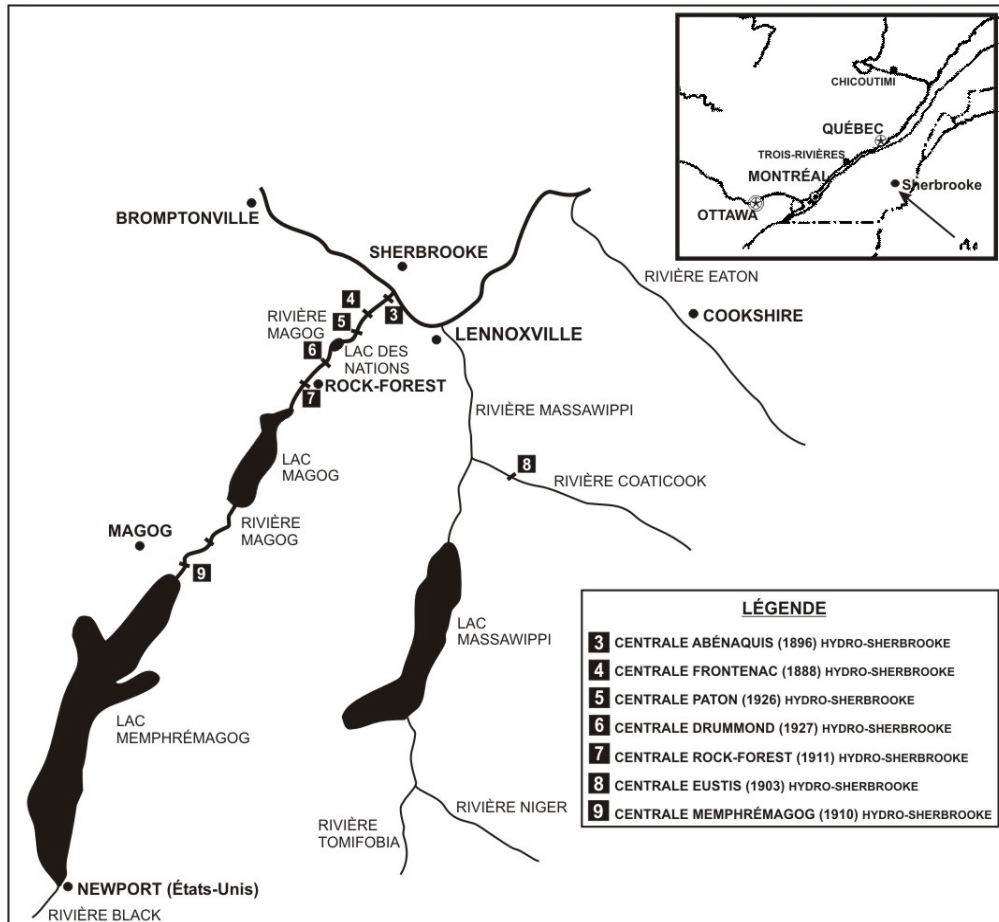 CHICOUTIMI
QUÉBEC
TROIS-RIVIÈRES
MONTRÉAL
Sherbrooke
OTTAWA
BROMPTONVILLE
SHERBROOKE
RIVIÈRE EATON
COOKSHIRE
4
3
RIVIÈRE
MAGOG
5
LENNOXVILLE
6
LAC DES
NATIONS
ROCK-FOREST
7
RIVIÈRE MASSAWIPPI
LAC
MAGOG
8
RIVIÈRE COATICOOK
RIVIÈRE
MAGOG
MAGOG
9
LAC
MASSAWIPPI
LAC
MEMPHRÉMAGOG
RIVIÈRE NIGER
RIVIÈRE
TOMIFOBIA
NEWPORT (États-Unis)
RIVIÈRE BLACK
LÉGENDE
3 CENTRALE ABÉNAQUIS (1896) HYDRO-SHERBROOKE
4 CENTRALE FRONTENAC (1888) HYDRO-SHERBROOKE
5 CENTRALE PATON (1926) HYDRO-SHERBROOKE
6 CENTRALE DRUMMOND (1927) HYDRO-SHERBROOKE
7 CENTRALE ROCK-FOREST (1911) HYDRO-SHERBROOKE
8 CENTRALE EUSTIS (1903) HYDRO-SHERBROOKE
9 CENTRALE MEMPHRÉMAGOG (1910) HYDRO-SHERBROOKE